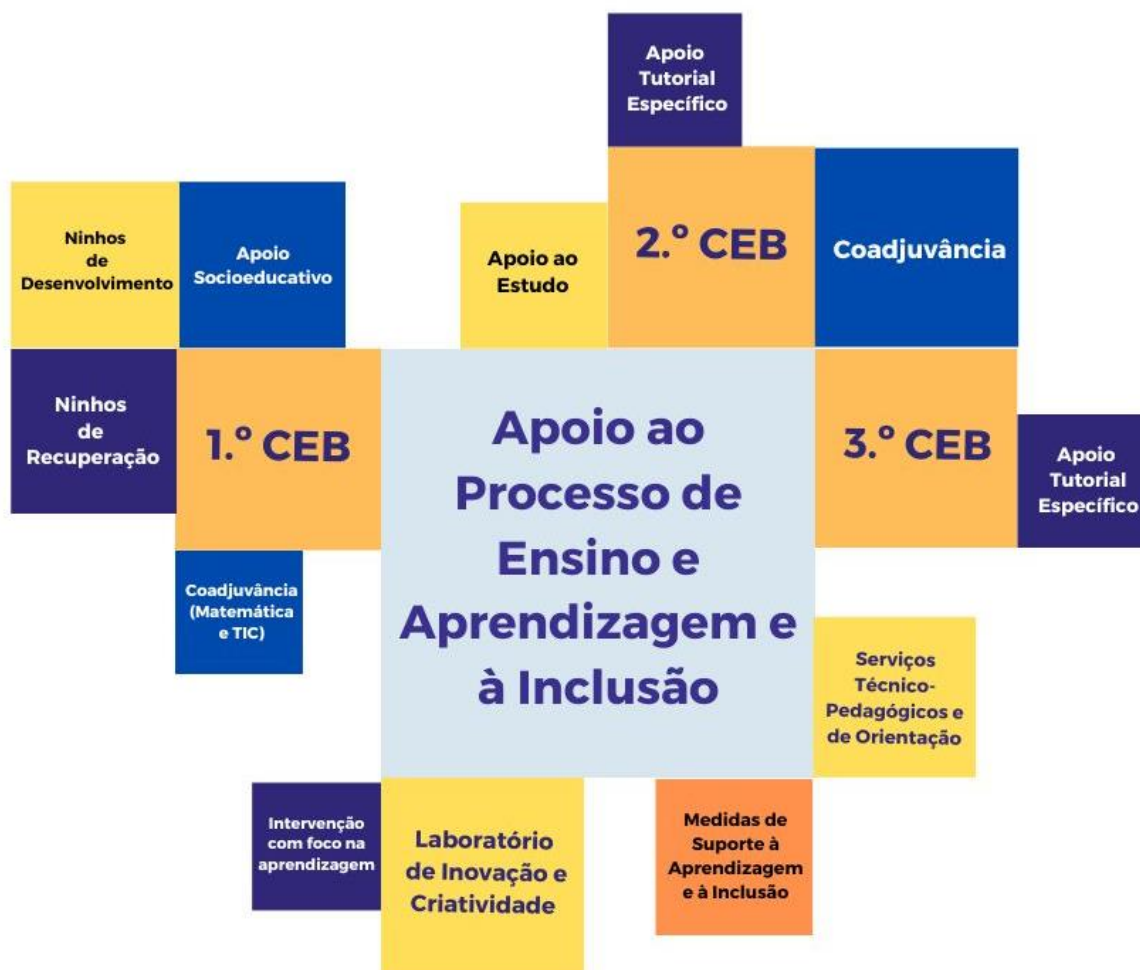 Apoio
Tutorial
Específico
2.º CEB
Coadjuvância
Apoio ao
Estudo
Ninhos
de
Desenvolvimento
Apoio
Socioeducativo
Ninhos
de
Recuperação
1.º CEB
Coadjuvância
(Matemática
e TIC)
Apoio ao
Processo de
Ensino e
Aprendizagem e
à Inclusão
3.º CEB
Apoio
Tutorial
Específico
Serviços
Técnico-
Pedagógicos e
de Orientação
Intervenção
com foco na
aprendizagem
Laboratório
de Inovação e
Criatividade
Medidas de
Suporte à
Aprendizagem
e à Inclusão